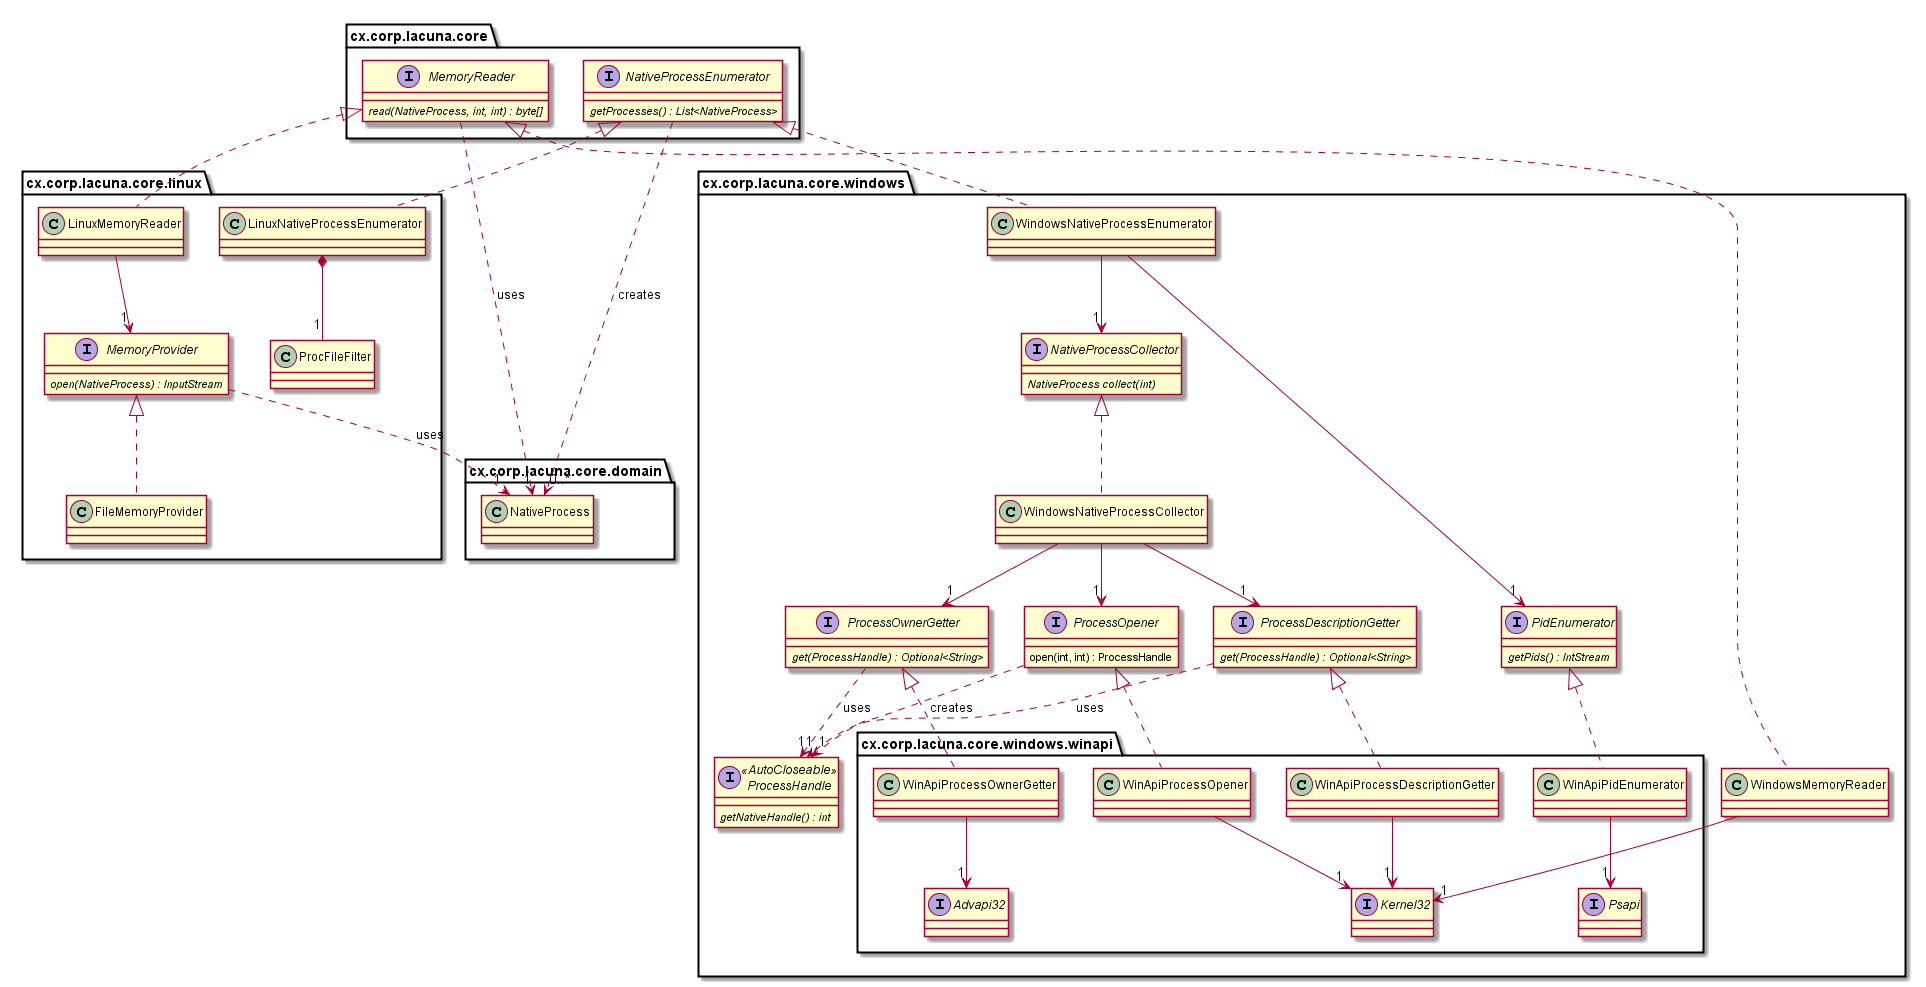 cx.corp.lacuna.core
I MemoryReader
read(NativeProcess, int, int) : byte[]
I NativeProcessEnumerator
getProcesses() : List<NativeProcess>
cx.corp.lacuna.core.linux
C LinuxMemoryReader
C LinuxNativeProcessEnumerator
1
1
I MemoryProvider
open(NativeProcess) : InputStream
C ProcFileFilter
uses
C FileMemoryProvider
uses
creates
cx.corp.lacuna.core.domain
1
1
C NativeProcess
cx.corp.lacuna.core.windows
C WindowsNativeProcessEnumerator
1
I NativeProcessCollector
NativeProcess collect(int)
C WindowsNativeProcessCollector
1
1
1
1
I ProcessOwnerGetter
get(ProcessHandle) : Optional<String>
I ProcessOpener
open(int, int) : ProcessHandle
I ProcessDescriptionGetter
get(ProcessHandle) : Optional<String>
I PidEnumerator
getPids() : IntStream
uses
creates
uses
1
1
1
I «AutoCloseable»
ProcessHandle
getNativeHandle() : int
cx.corp.lacuna.core.windows.winapi
C WinApiProcessOwnerGetter
C WinApiProcessOpener
C WinApiProcessDescriptionGetter
C WinApiPidEnumerator
C WindowsMemoryReader
1
1
1
1
1
I Advapi32
I Kernel32
I Psapi